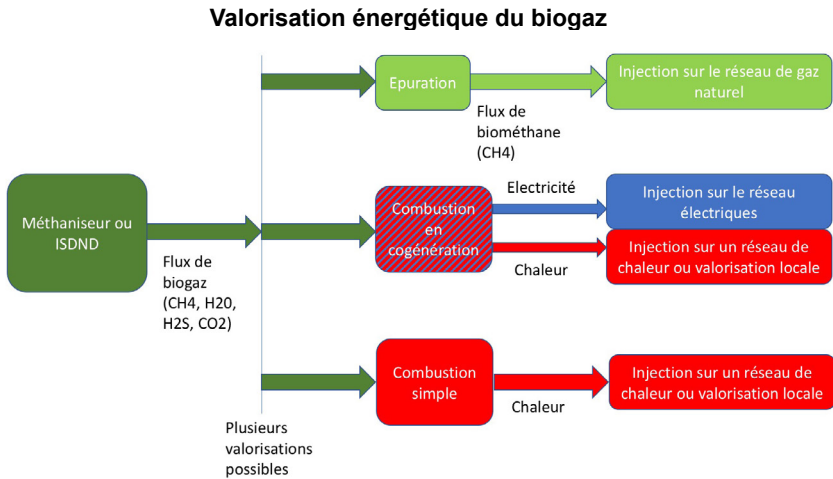 Valorisation énergétique du biogaz
Epuration
Flux de
biométhane
(CH4)
Injection sur le réseau de gaz
naturel
Méthaniseur ou
ISDND
Flux de
biogaz
(CH4, H20,
H2S, CO2)
Combustion
en
cogénération
Electricité
Injection sur le réseau
électriques
Chaleur
Injection sur un réseau de
chaleur ou valorisation locale
Combustion
simple
Chaleur
Injection sur un réseau de
chaleur ou valorisation locale
Plusieurs
valorisations
possibles